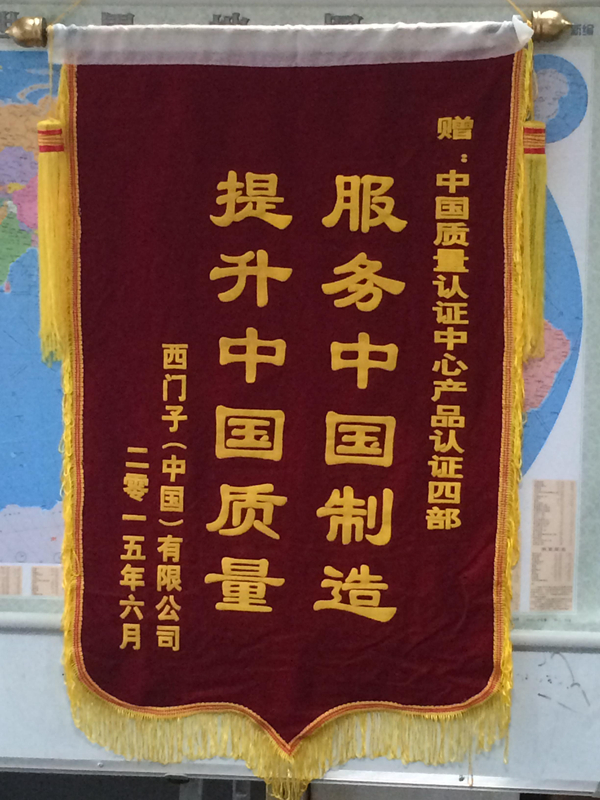 赠：中国质量认证中心产品认证四部
服务中国制造
提升中国质量
西门子（中国）有限公司
二零一五年六月